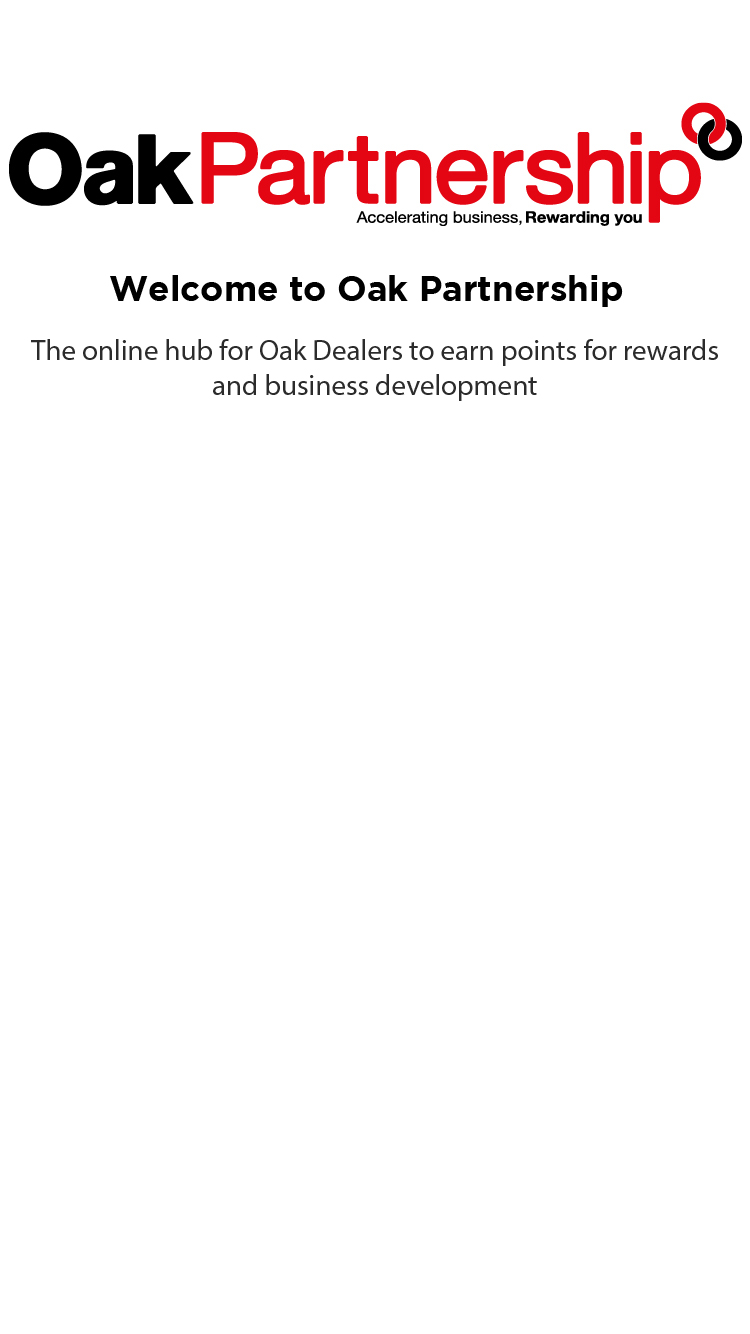 OakPartnership
Accelerating business, Rewarding you
Welcome to Oak Partnership
The online hub for Oak Dealers to earn points for rewards
and business development